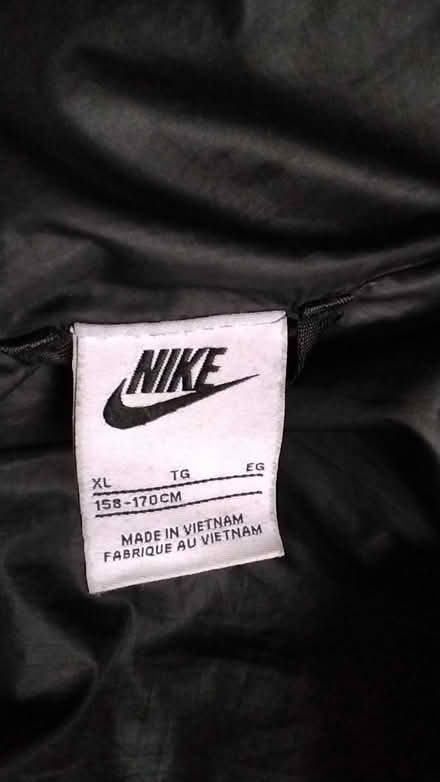 NIKE
XL TG EG
158-170CM
MADE IN VIETNAM
FABRIQUE AU VIETNAM